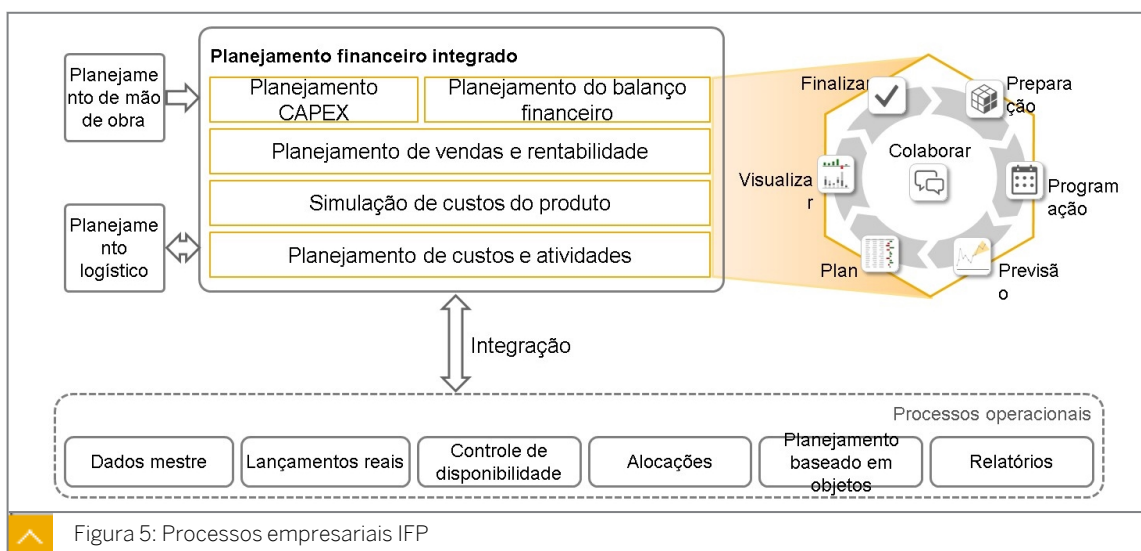 Planejame
nto de mão
de obra
Planejame
nto
logístico
Planejamento financeiro integrado
Planejamento
CAPEX
Planejamento do balanço
financeiro
Planejamento de vendas e rentabilidade
Simulação de custos do produto
Planejamento de custos e atividades
Finalizar
Prepara
ção
Colaborar
Visualiza
r
Program
ação
Plan
Previsã
o
Integração
Processos operacionais
Dados mestre
Lançamentos reais
Controle de
disponibilidade
Alocações
Planejamento
baseado em
objetos
Relatórios
Figura 5: Processos empresariais IFP